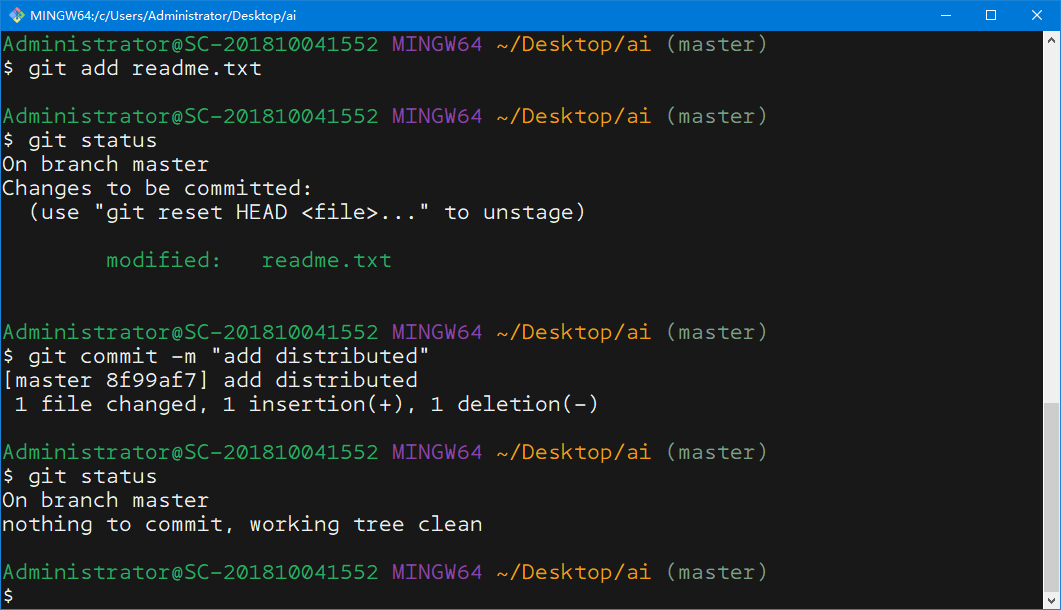 MINGW64:/c/Users/Administrator/Desktop/ai
Administrator@SC-201810041552 MINGW64 ~/Desktop/ai (master)
$ git add readme.txt
Administrator@SC-201810041552 MINGW64 ~/Desktop/ai (master)
$ git status
On branch master
Changes to be committed:
  (use "git reset HEAD <file>..." to unstage)
        modified:   readme.txt
Administrator@SC-201810041552 MINGW64 ~/Desktop/ai (master)
$ git commit -m "add distributed"
[master 8f99af7] add distributed
 1 file changed, 1 insertion(+), 1 deletion(-)
Administrator@SC-201810041552 MINGW64 ~/Desktop/ai (master)
$ git status
On branch master
nothing to commit, working tree clean
Administrator@SC-201810041552 MINGW64 ~/Desktop/ai (master)
$